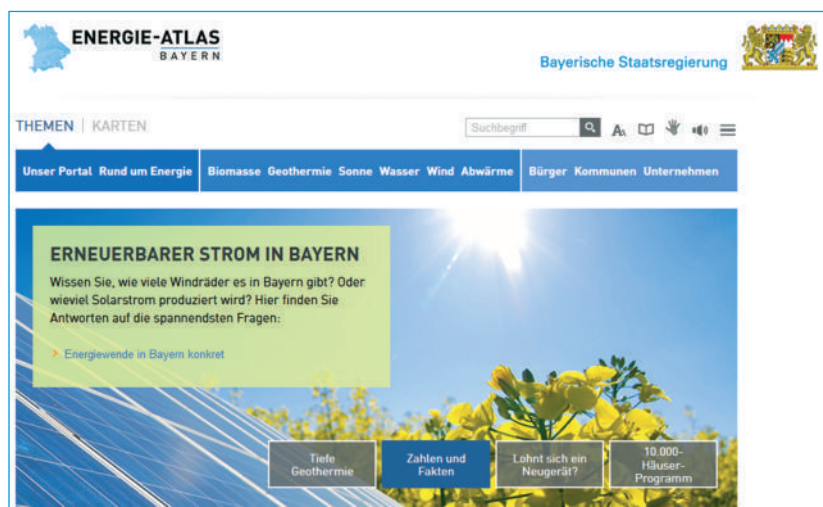 ENERGIE-ATLAS
BAYERN
Bayerische Staatsregierung
THEMEN | KARTEN
Suchbegriff
AA
Unser Portal Rund um Energie Biomasse Geothermie Sonne Wasser Wind Abwärme Bürger Kommunen Unternehmen
ERNEUERBARER STROM IN BAYERN
Wissen Sie, wie viele Windräder es in Bayern gibt? Oder
wieviel Solarstrom produziert wird? Hier finden Sie
Antworten auf die spannendsten Fragen:
> Energiewende in Bayern konkret
Tiefe
Geothermie
Zahlen und
Fakten
Lohnt sich ein
Neugerät?
10.000-
Häuser-
Programm